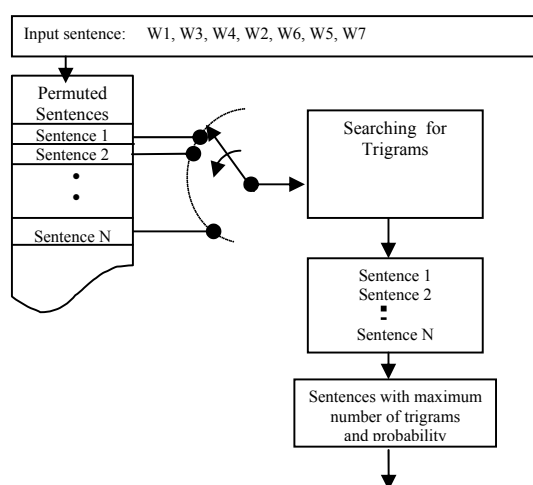 Input sentence: W1, W3, W4, W2, W6, W5, W7
Permuted
Sentences
Sentence 1
Sentence 2
Sentence N
Searching for
Trigrams
Sentence 1
Sentence 2
Sentence N
Sentences with maximum
number of trigrams
and probability